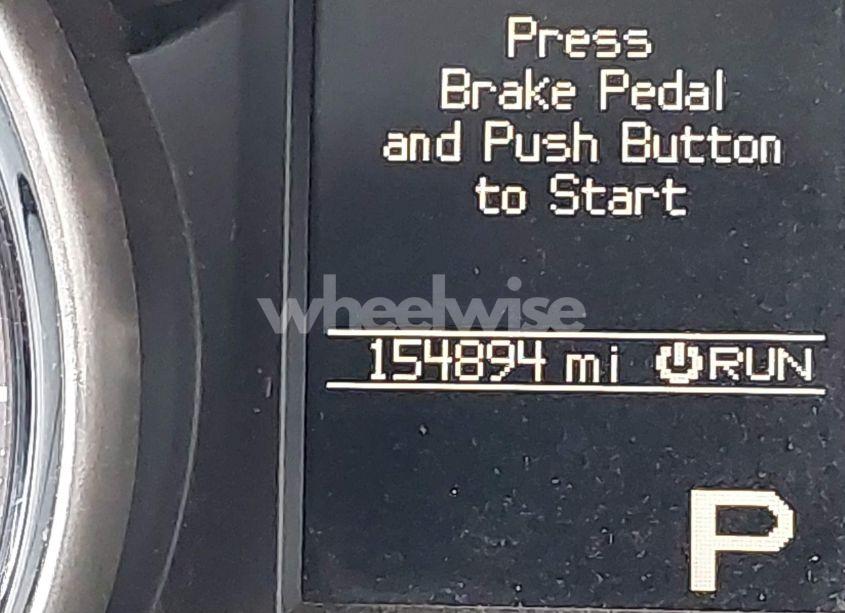 Press
Brake Pedal
and Push Button
to Start
wheelwise
154894 mi RUN
P